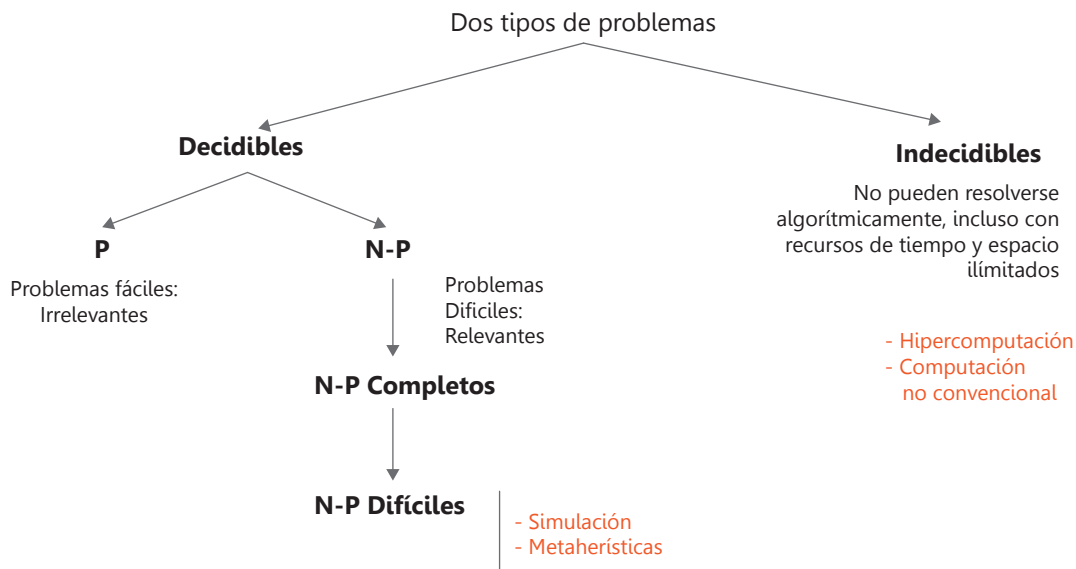 Dos tipos de problemas
Decidibles
Indecidibles
No pueden resolverse
algorítmicamente, incluso con
recursos de tiempo y espacio
ilímitados
P
N-P
Problemas fáciles:
Irrelevantes
Problemas
Dificiles:
Relevantes
- Hipercomputación
- Computación
no convencional
N-P Completos
N-P Difíciles
- Simulación
- Metaherísticas